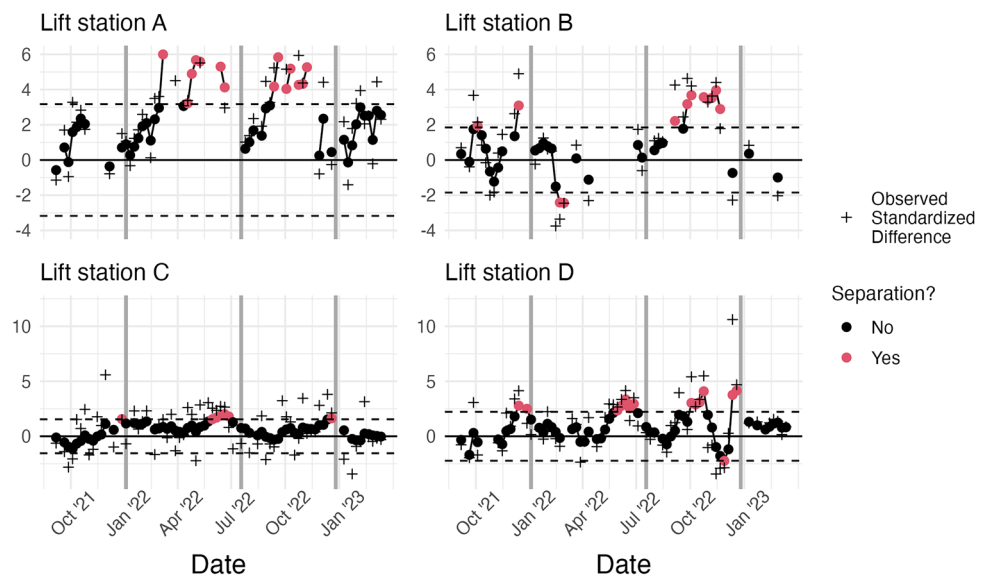 Lift station A
Lift station B
6
4
2
0
-2
-4
6
4
2
0
-2
-4
Lift station C
Lift station D
10
5
0
10
5
0
Oct '21
Jan '22
Apr '22
Jul '22
Oct '22
Jan '23
Oct '21
Jan '22
Apr '22
Jul '22
Oct '22
Jan '23
Date
Date
Observed
Standardized
Difference
Separation?
No
Yes